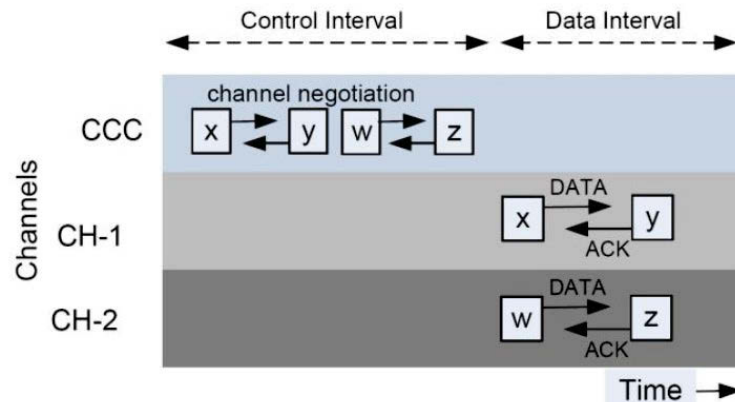 Control Interval Data Interval
channel negotiation
CCC x y w z
Channels
DATA
CH-1 x y
ACK
DATA
CH-2 w z
ACK
Time